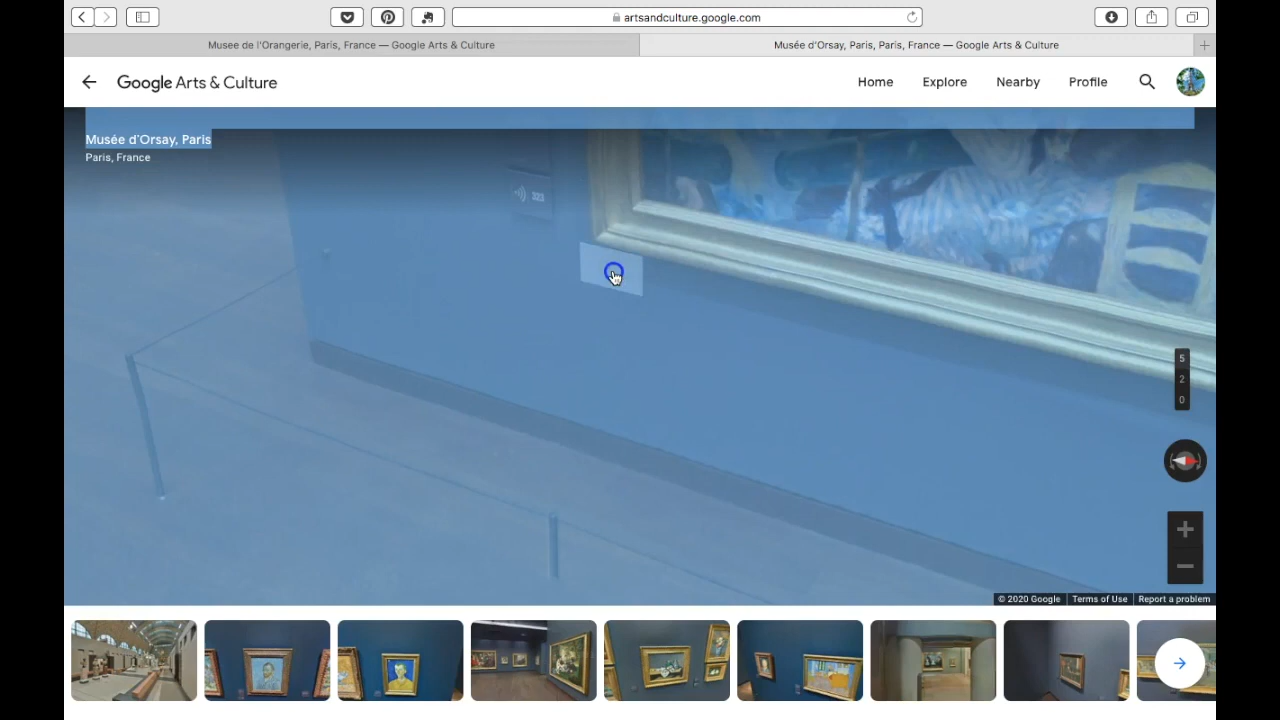 artsandculture.google.com
Musee de l'Orangerie, Paris, France — Google Arts & Culture
Musée d'Orsay, Paris, Paris, France — Google Arts & Culture
Google Arts & Culture
Home
Explore
Nearby
Profile
Musée d'Orsay, Paris
Paris, France
323
5
2
0
© 2020 Google
Terms of Use
Report a problem